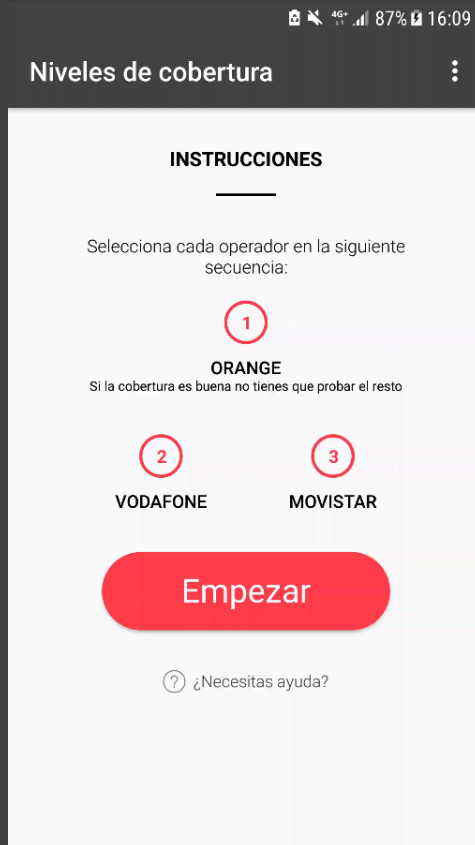 4G+ 87% 16:09
Niveles de cobertura
INSTRUCCIONES
Selecciona cada operador en la siguiente
secuencia:
1
ORANGE
Si la cobertura es buena no tienes que probar el resto
2
3
VODAFONE
MOVISTAR
Empezar
? ¿Necesitas ayuda?